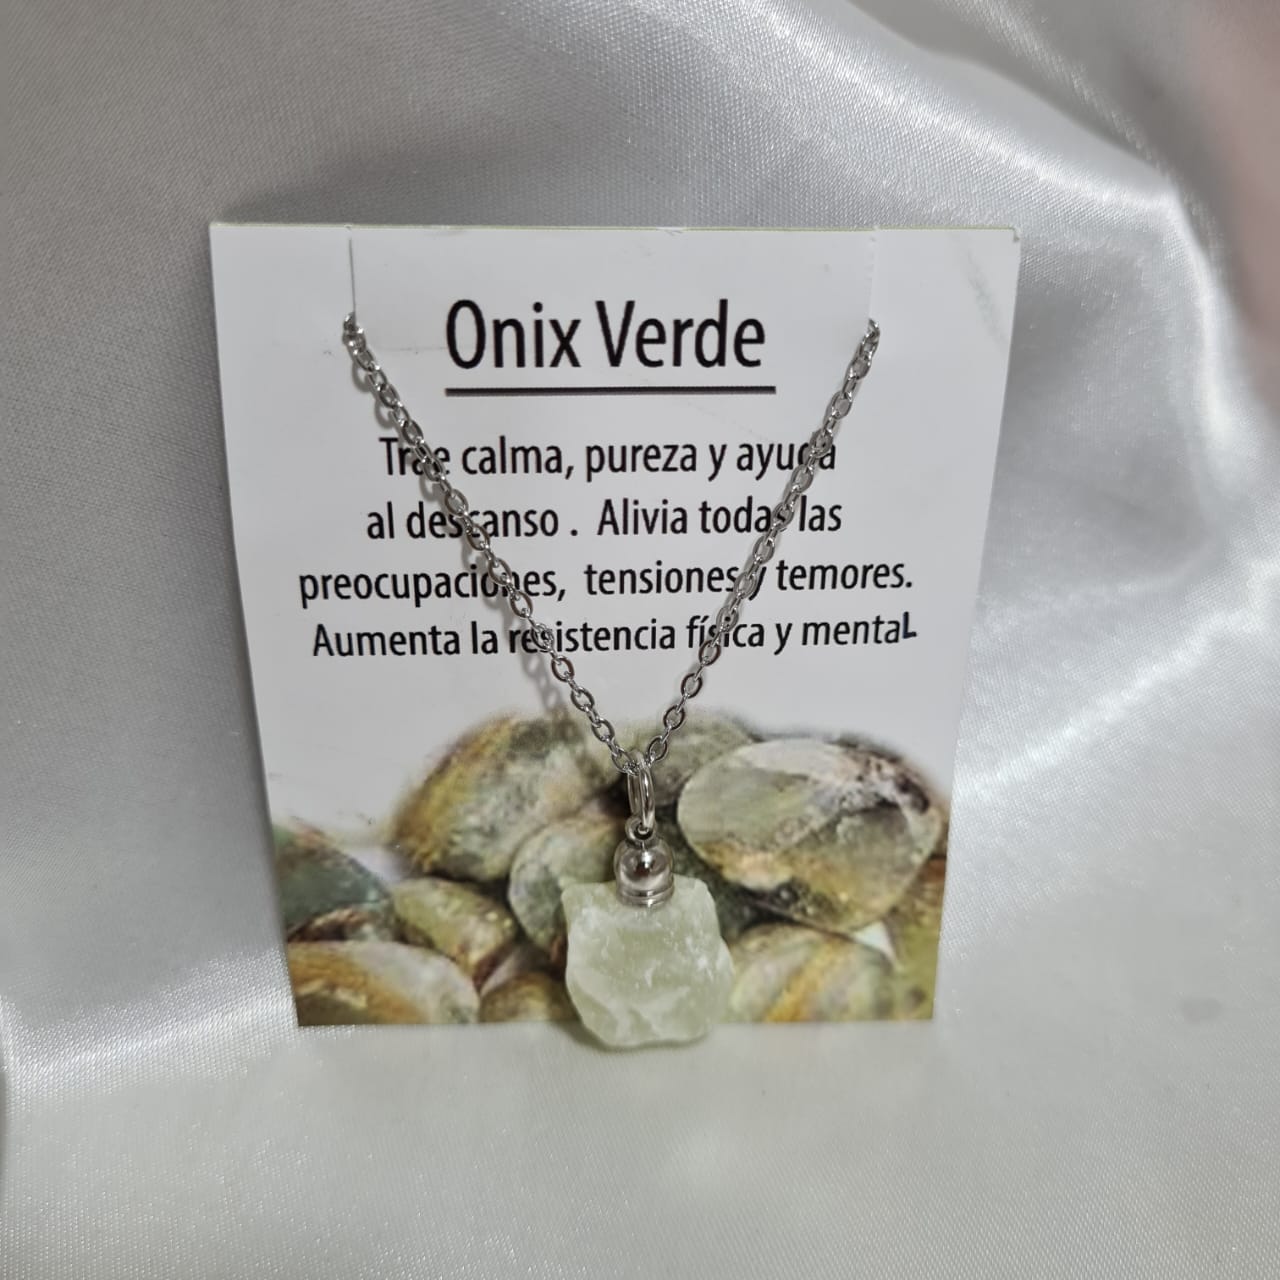 Onix Verde
Trae calma, pureza y ayuda
al descanso . Alivia todas las
preocupaciones, tensiones y temores.
Aumenta la resistencia física y mentaL